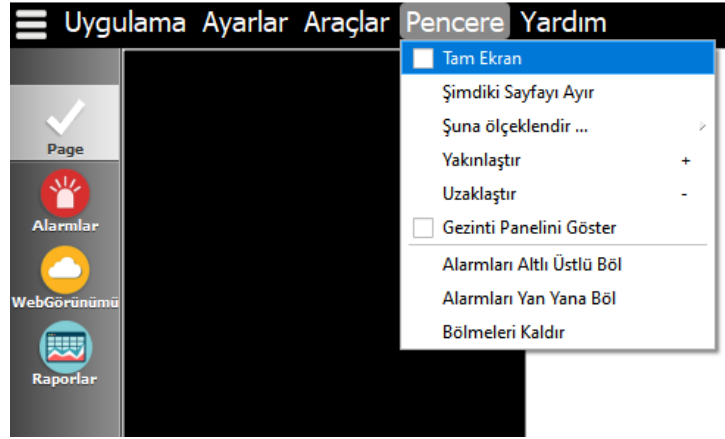 Uygulama Ayarlar Araçlar Pencere Yardım
Tam Ekran
Şimdiki Sayfayı Ayır
Şuna ölçeklendir ...
Yakınlaştır +
Uzaklaştır -
Gezinti Panelini Göster
Alarmları Altlı Üstlü Böl
Alarmları Yan Yana Böl
Bölmeleri Kaldır
Page
Alarmlar
WebGörünümü
Raporlar